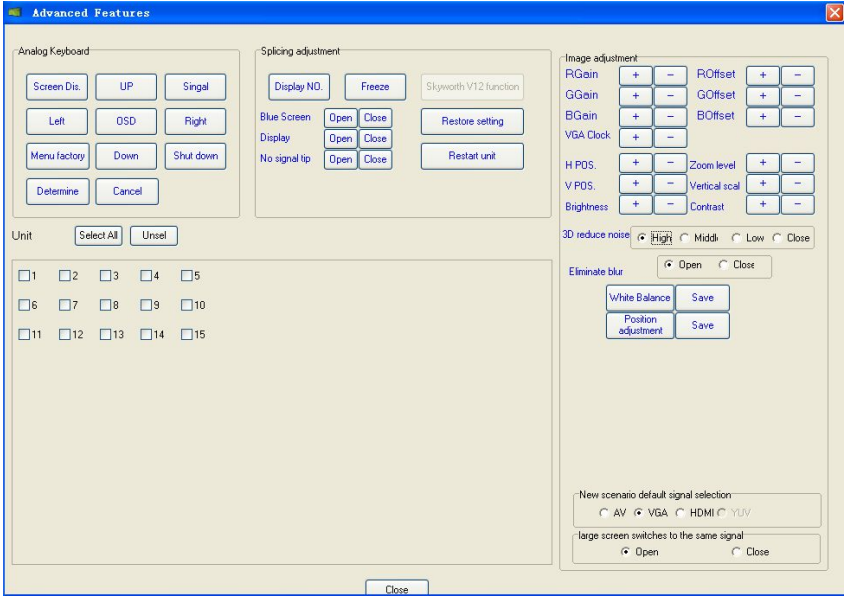 Advanced Features
Analog Keyboard
Screen Dis. UP Singal
Left OSD Right
Menu factory Down Shut down
Determine Cancel
Splicing adjustment
Display NO. Freeze Skyworth V12 function
Blue Screen Open Close Restore setting
Display Open Close
No signal tip Open Close Restart unit
Image adjustment
RGain + - ROffset + -
GGain + - GOffset + -
BGain + - BOffset + -
VGA Clock + -
H POS. + - Zoom level + -
V POS. + - Vertical scal + -
Brightness + - Contrast + -
3D reduce noise High Middl Low Close
Eliminate blur Open Close
White Balance Save
Position
adjustment Save
Unit Select All Unsel
1 2 3 4 5
6 7 8 9 10
11 12 13 14 15
New scenario default signal selection
AV VGA HDMI YUV
large screen switches to the same signal
Open Close
Close